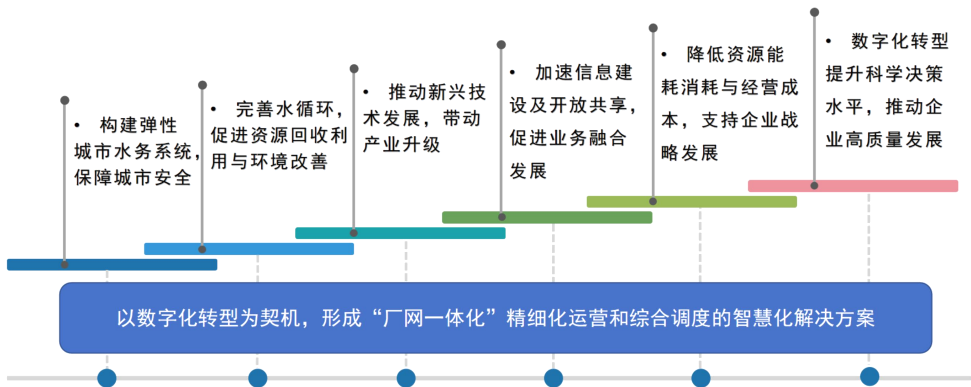 • 构建弹性
城市水务系统，
保障城市安全
• 完善水循环，
促进资源回收利
用与环境改善
• 推动新兴技
术发展，带动
产业升级
• 加速信息建
设及开放共享，
促进业务融合
发展
• 降低资源能
耗消耗与经营成
本，支持企业战
略发展
• 数字化转型
提升科学决策
水平，推动企
业高质量发展
以数字化转型为契机，形成“厂网一体化”精细化运营和综合调度的智慧化解决方案